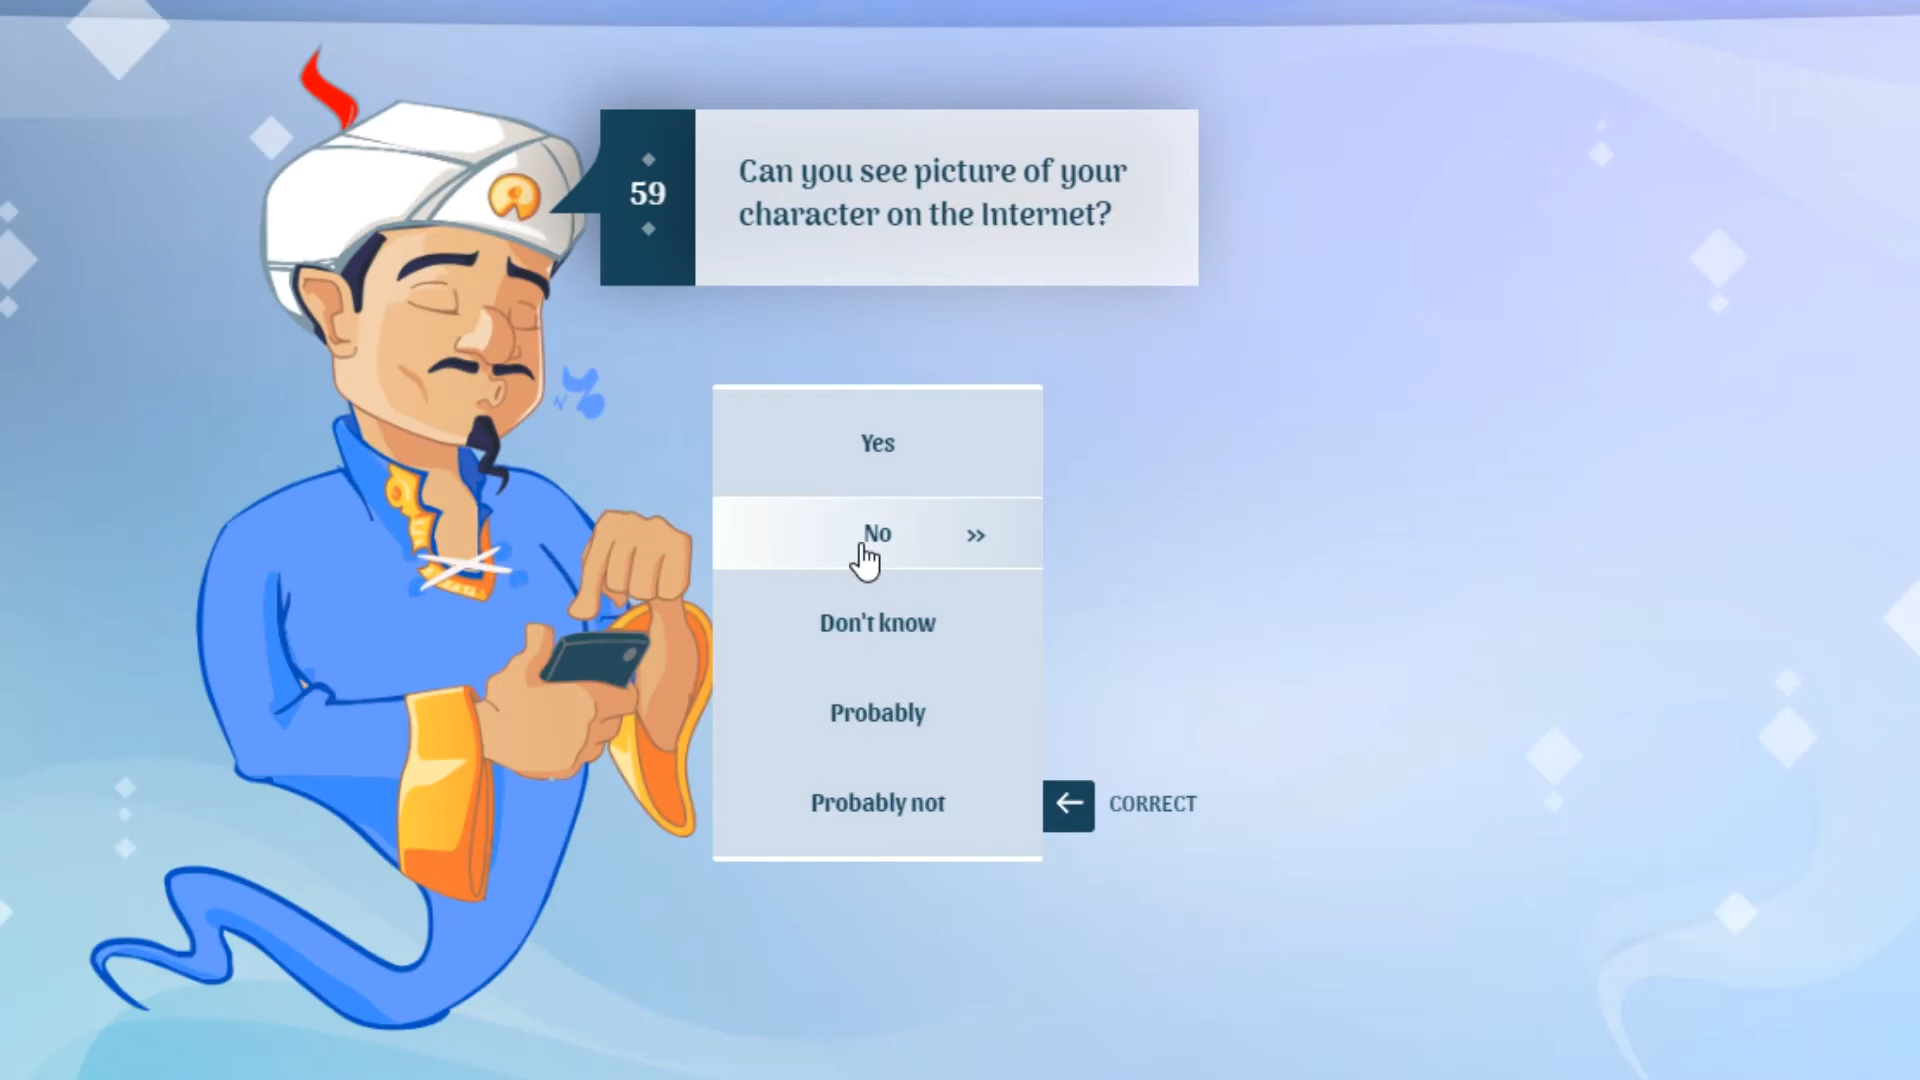 59
Can you see picture of your
character on the Internet?
Yes
No
Don't know
Probably
Probably not
CORRECT